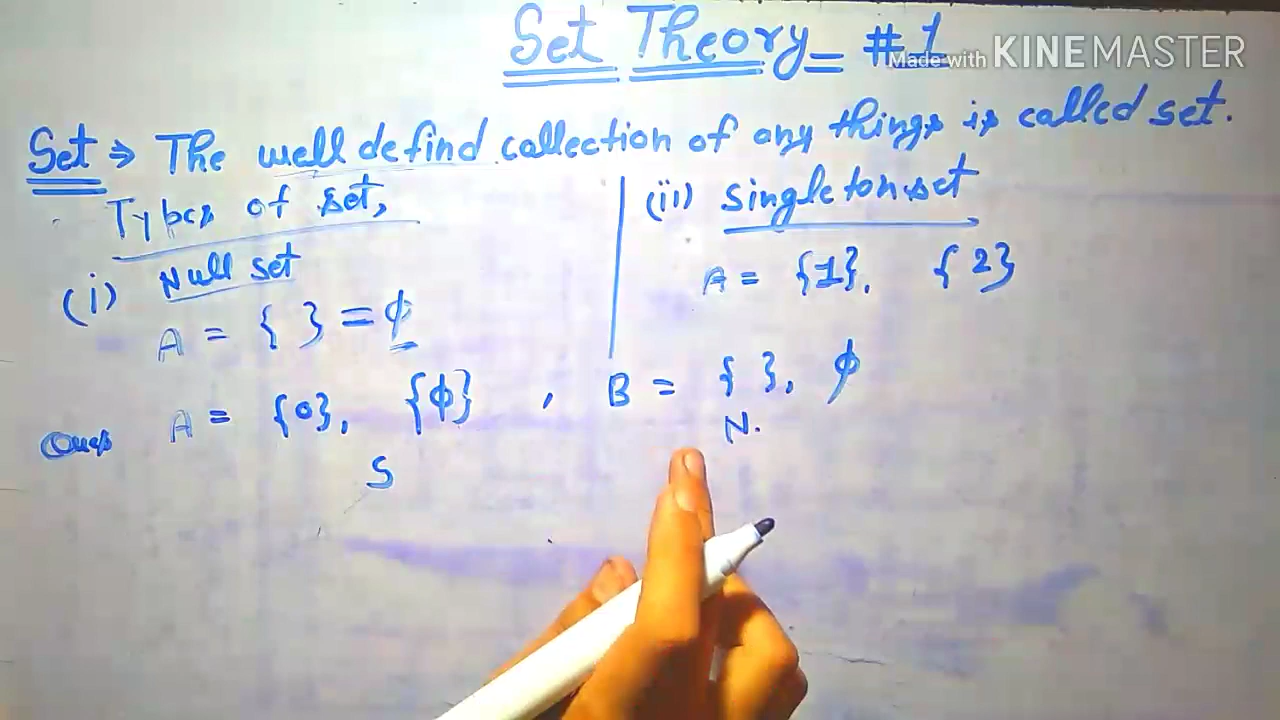 Set Theory = #1
Made with KINEMASTER
Set ⇒ The well defind callection of any things is called set.
Types of set,
(i) Null set
A = { } = ϕ
(ii) Singleton set
A = {1}, {2}
Ques A = {0}, {ϕ} , B = { }, ϕ
S
N.